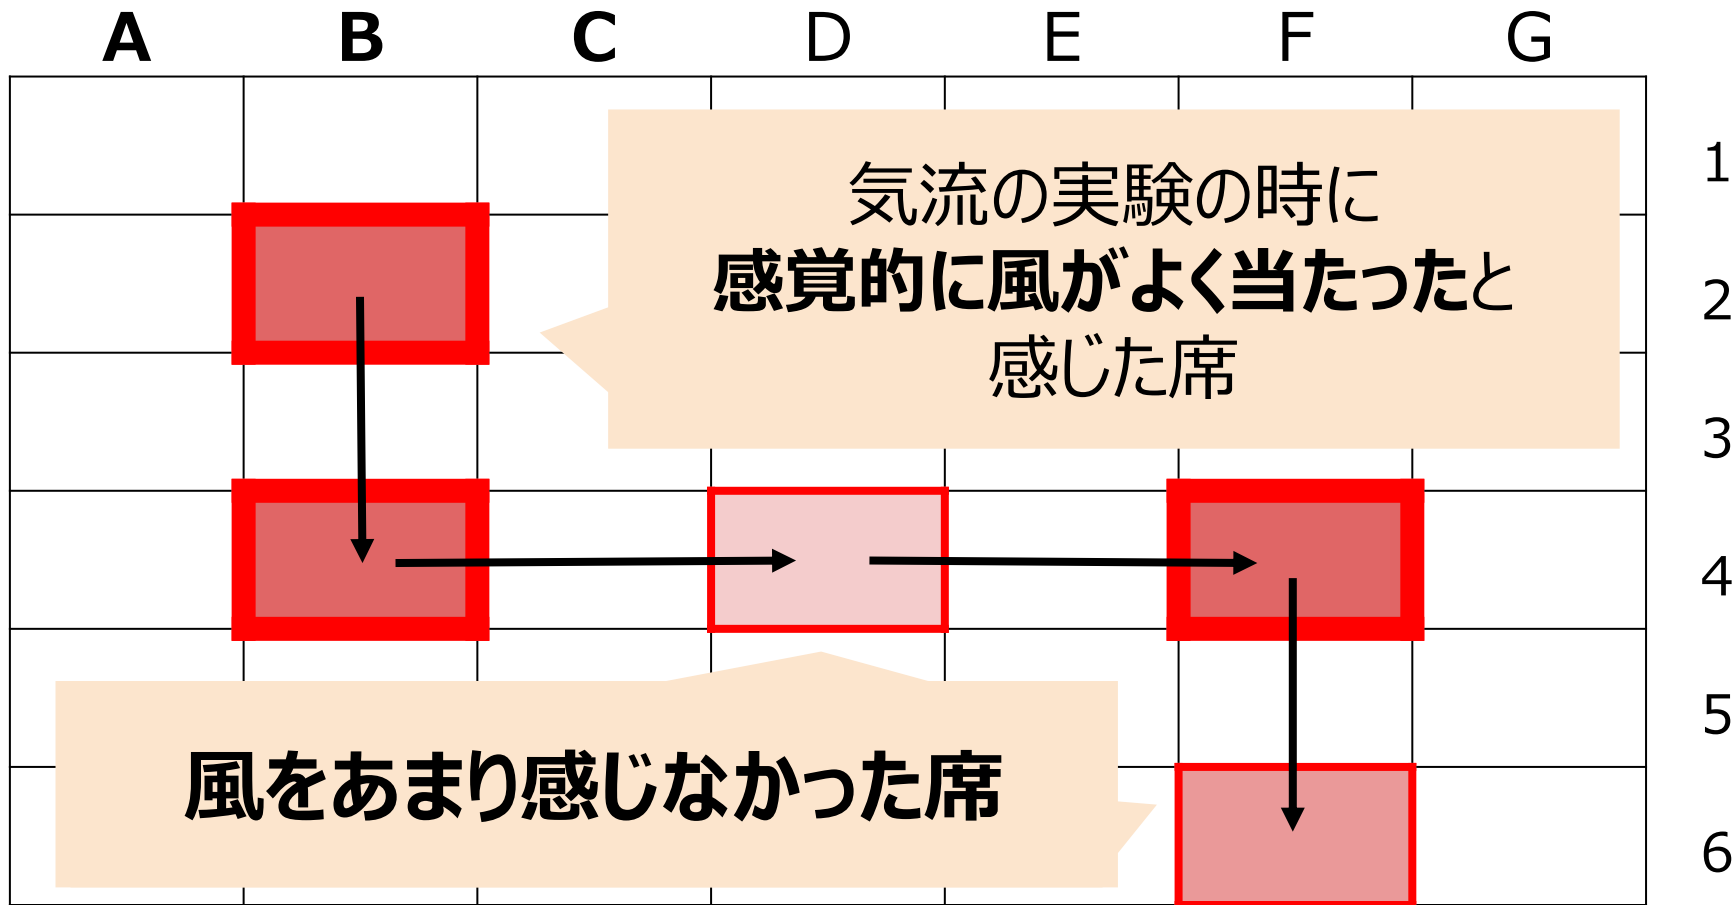 A B C D E F G
1
気流の実験の時に
2
感覚的に風がよく当たったと
感じた席
3
4
5
風をあまり感じなかった席
6